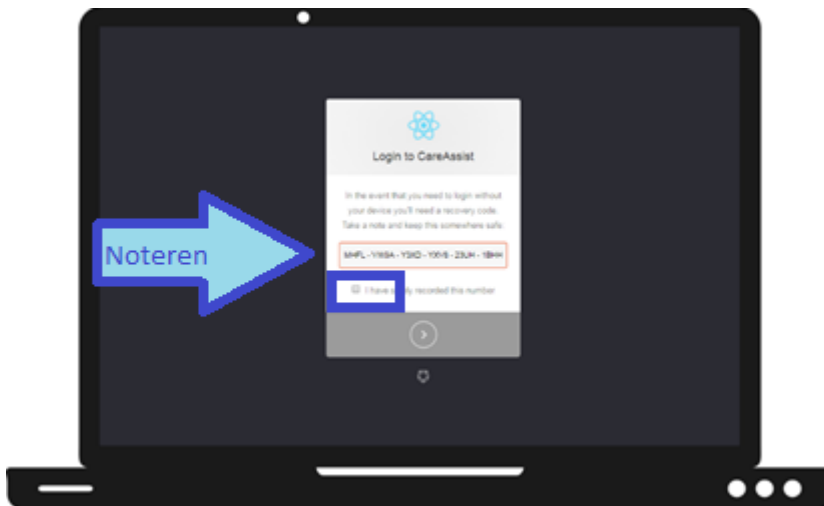 Login to CareAssist
In the event that you need to login without
your device you'll need a recovery code.
Take a note and keep this somewhere safe.
Noteren
I have safely recorded this number